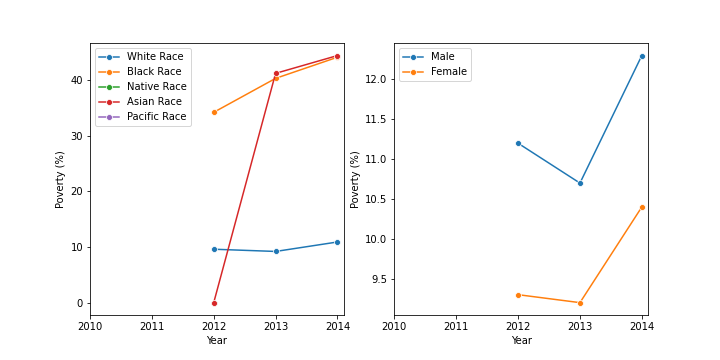 White Race
Black Race
Native Race
Asian Race
Pacific Race
40
30
20
10
0
Poverty (%)
2010 2011 2012 2013 2014
Year
Male
Female
12.0
11.5
11.0
10.5
10.0
9.5
Poverty (%)
2010 2011 2012 2013 2014
Year